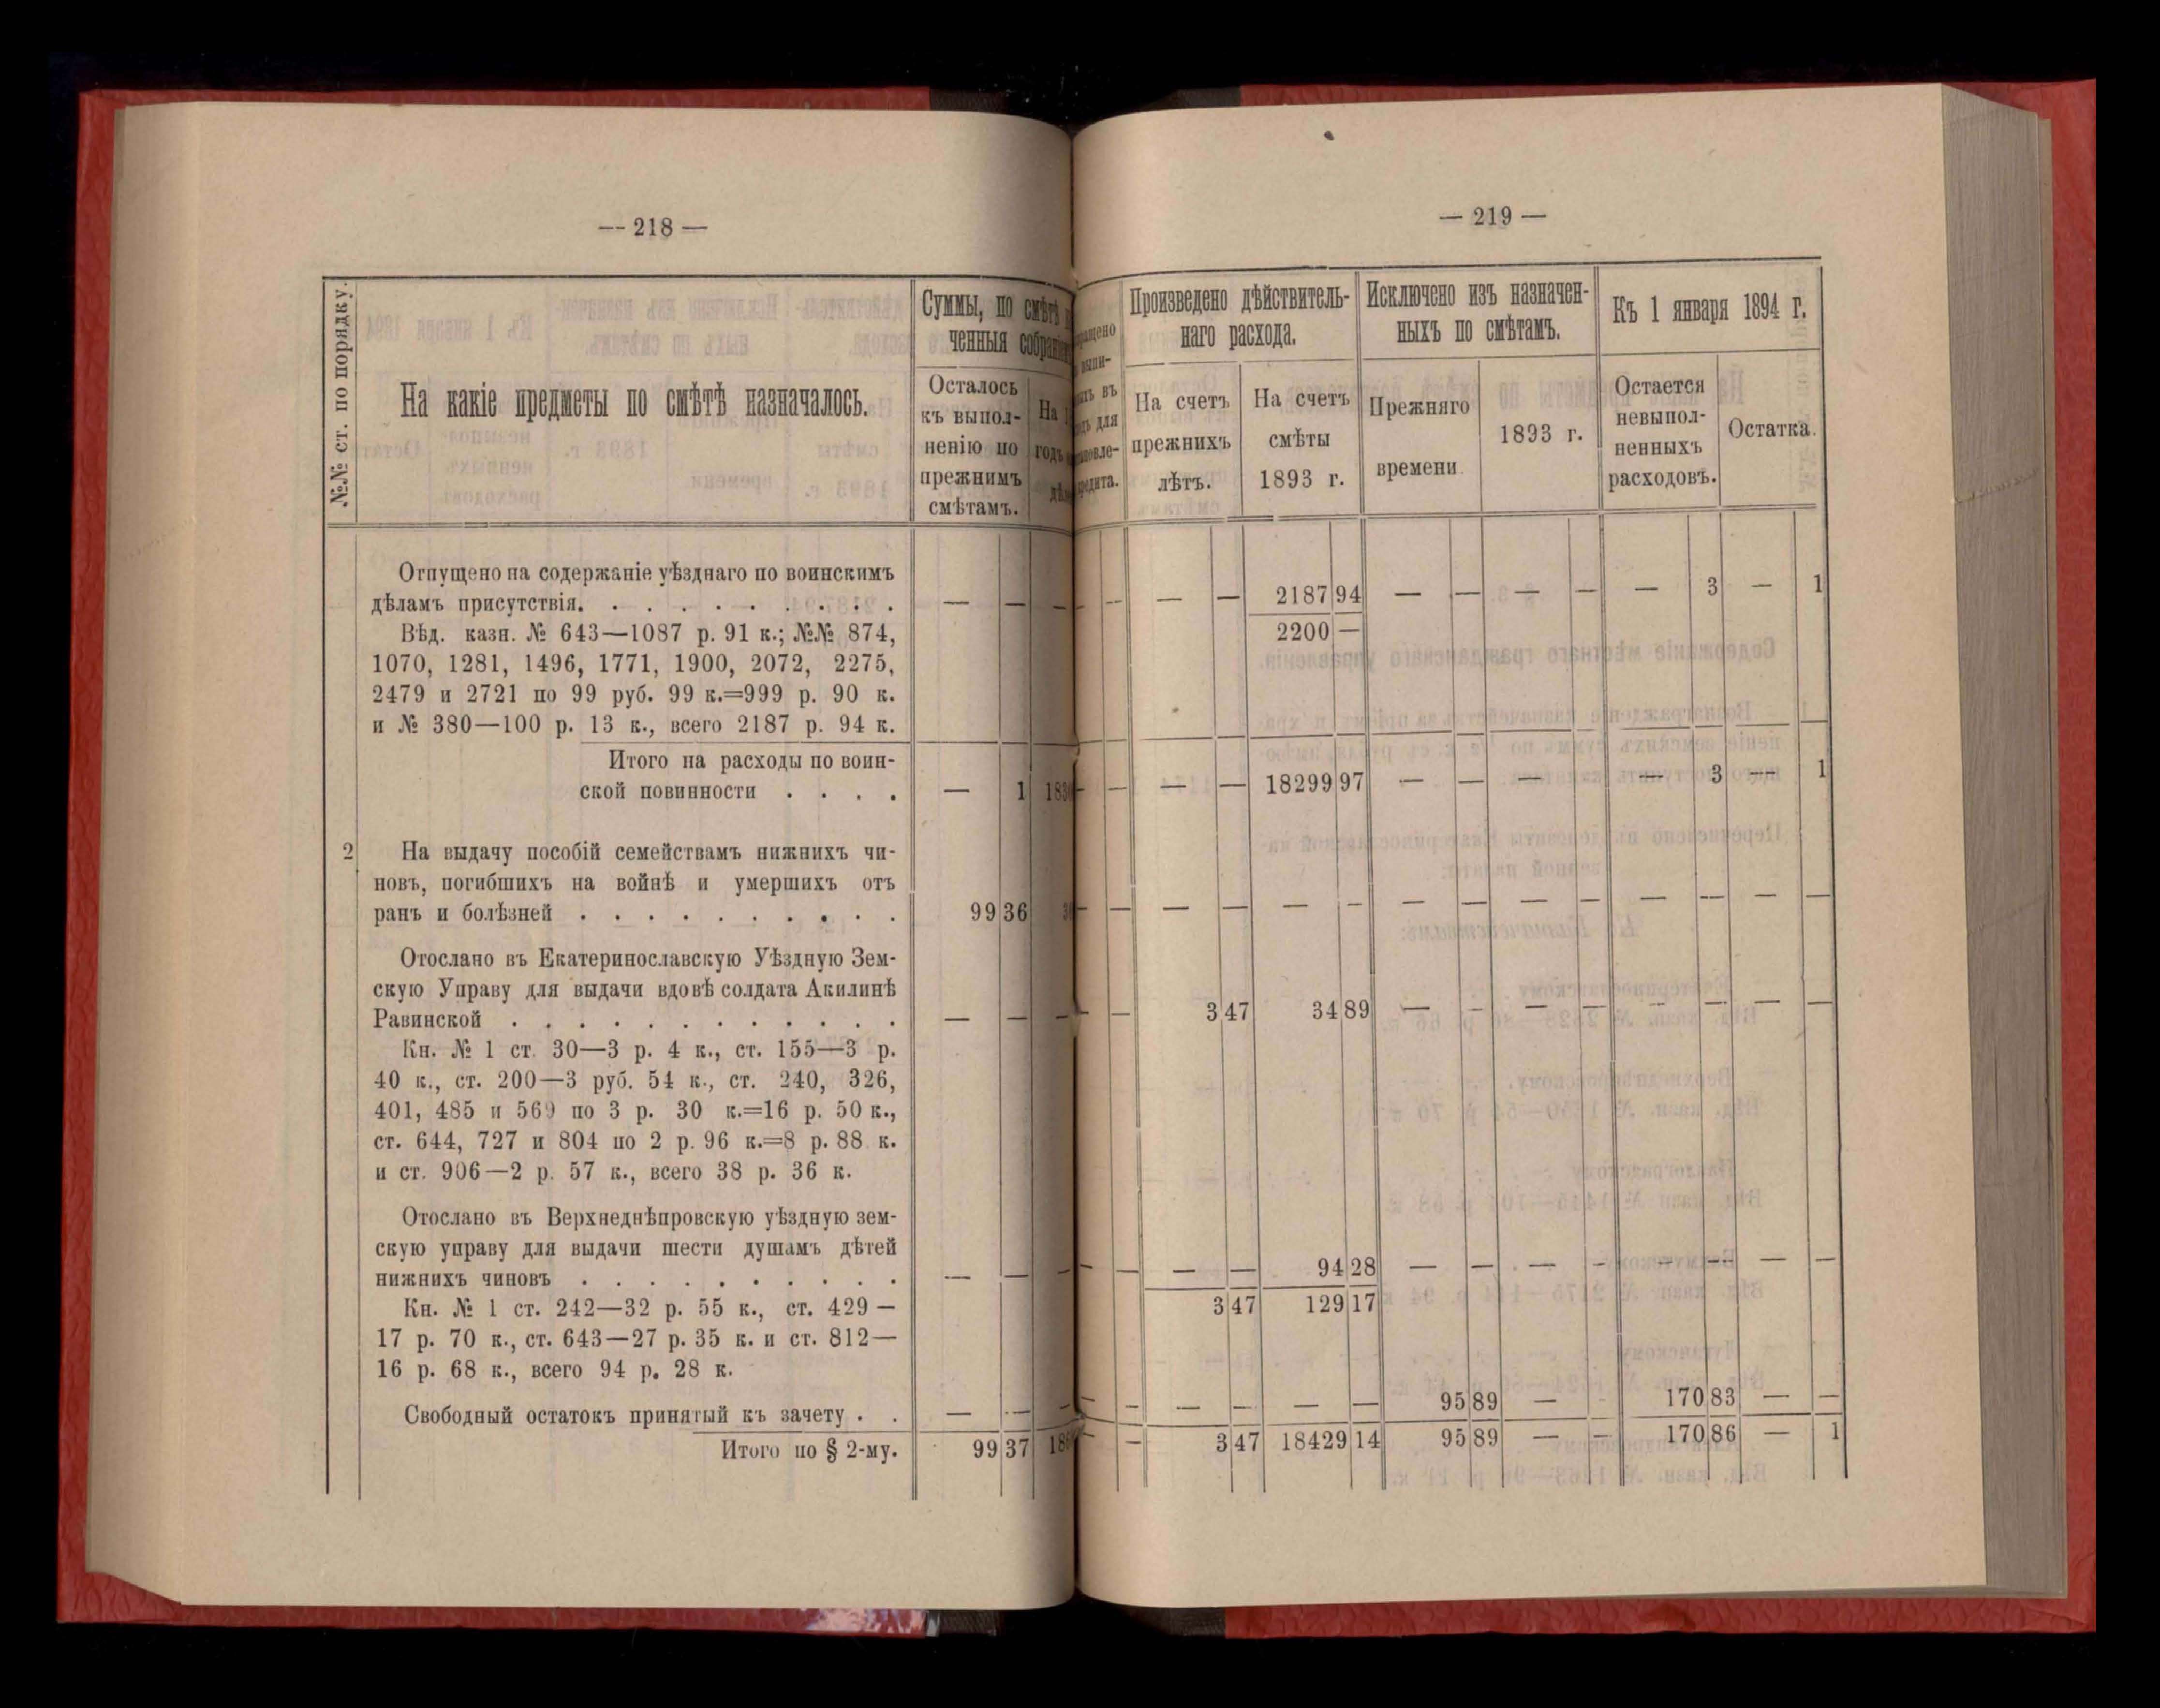 — 218 —
№№ ст. по порядку.
На какіе предметы по смѣтѣ назначалось.
Суммы, по смѣтѣ
ченныя
Осталось
къ выпол-
ненію по
прежнимъ
смѣтамъ.
На
годъ
Отпущено на содержаніе уѣзднаго по воинскимъ
дѣламъ присутствія. . . . . . . . . . — — —
Вѣд. казн. № 643—1087 р. 91 к.; №№ 874,
1070, 1281, 1496, 1771, 1900, 2072, 2275,
2479 и 2721 по 99 руб. 99 к.=999 р. 90 к.
и № 380—100 р. 13 к., всего 2187 р. 94 к.
Итого на расходы по воин-
ской повинности . . . . — 1
2 На выдачу пособій семействамъ нижнихъ чи-
новъ, погибшихъ на войнѣ и умершихъ отъ
ранъ и болѣзней . . . . . . . . . . 99 36
Отослано въ Екатеринославскую Уѣздную Зем-
скую Управу для выдачи вдовѣ солдата Акилинѣ
Равинской . . . . . . . . . . . . — — —
Кн. № 1 ст. 30—3 р. 4 к., ст. 155—3 р.
40 к., ст. 200—3 руб. 54 к., ст. 240, 326,
401, 485 и 569 по 3 р. 30 к.=16 р. 50 к.,
ст. 644, 727 и 804 по 2 р. 96 к.=8 р. 88 к.
и ст. 906—2 р. 57 к., всего 38 р. 36 к.
Отослано въ Верхнеднѣпровскую уѣздную зем-
скую управу для выдачи шести душамъ дѣтей
нижнихъ чиновъ . . . . . . . . . . — — —
Кн. № 1 ст. 242—32 р. 55 к., ст. 429—
17 р. 70 к., ст. 643—27 р. 35 к. и ст. 812—
16 р. 68 к., всего 94 р. 28 к.
Свободный остатокъ принятый къ зачету . . — — —
Итого по § 2-му. 99 37
— 219 —
Произведено дѣйствитель-
наго расхода.
На счетъ
прежнихъ
лѣтъ.
На счетъ
смѣты
1893 г.
Исключено изъ назначен-
ныхъ по смѣтамъ.
Прежняго
времени
1893 г.
Къ 1 января 1894 г.
Остается
невыпол-
ненныхъ
расходовъ.
Остатка.
— — — — 2187 94 — — — — — 3 — 1
2200 —
— — — — 18299 97 — — — — 3 — 1
— — — — — — — — — — — — — —
— — 3 47 34 89 — — — — — — — —
— — — — 94 28 — — — — — — — —
3 47 129 17
— — — — — — 95 89 — - 170 83 — —
— — 3 47 18429 14 95 89 — — 170 86 — 1